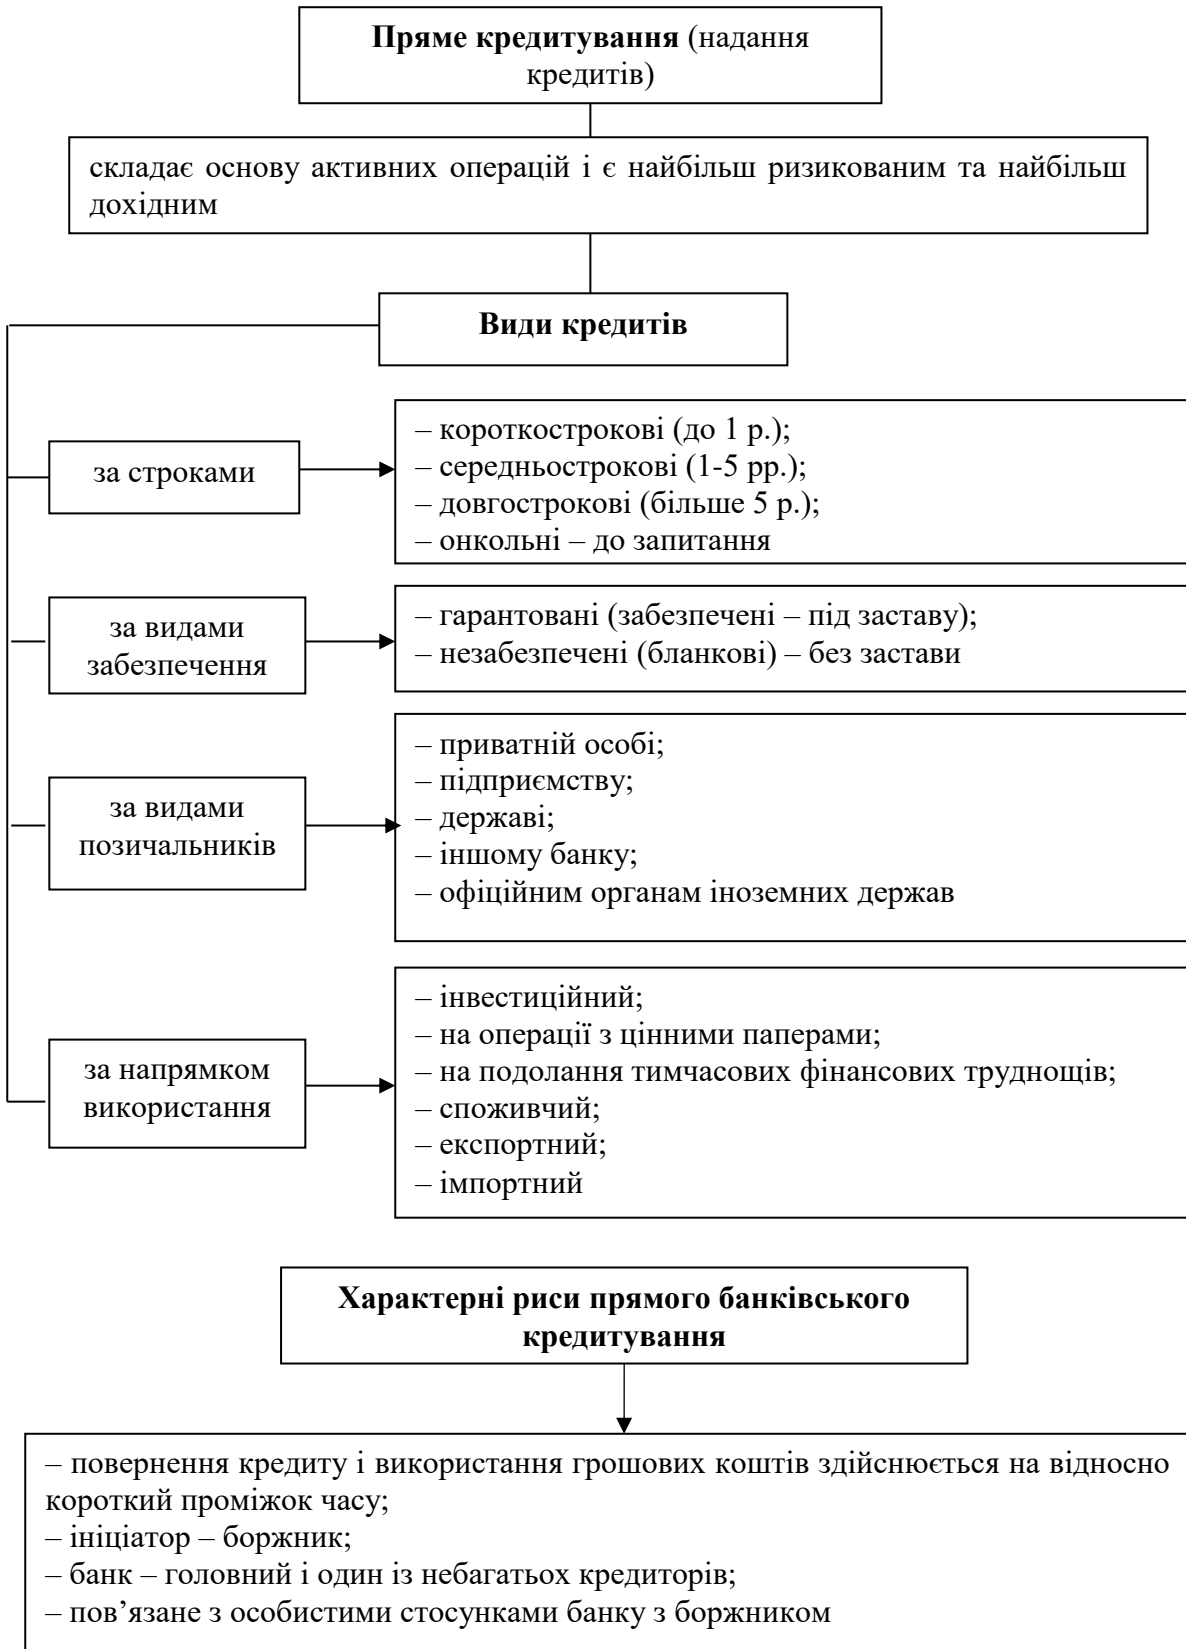 Пряме кредитування (надання
кредитів)
складає основу активних операцій і є найбільш ризикованим та найбільш
дохідним
Види кредитів
за строками
– короткострокові (до 1 р.);
– середньострокові (1-5 рр.);
– довгострокові (більше 5 р.);
– онкольні – до запитання
за видами
забезпечення
– гарантовані (забезпечені – під заставу);
– незабезпечені (бланкові) – без застави
за видами
позичальників
– приватній особі;
– підприємству;
– державі;
– іншому банку;
– офіційним органам іноземних держав
за напрямком
використання
– інвестиційний;
– на операції з цінними паперами;
– на подолання тимчасових фінансових труднощів;
– споживчий;
– експортний;
– імпортний
Характерні риси прямого банківського
кредитування
– повернення кредиту і використання грошових коштів здійснюється на відносно
короткий проміжок часу;
– ініціатор – боржник;
– банк – головний і один із небагатьох кредиторів;
– пов’язане з особистими стосунками банку з боржником